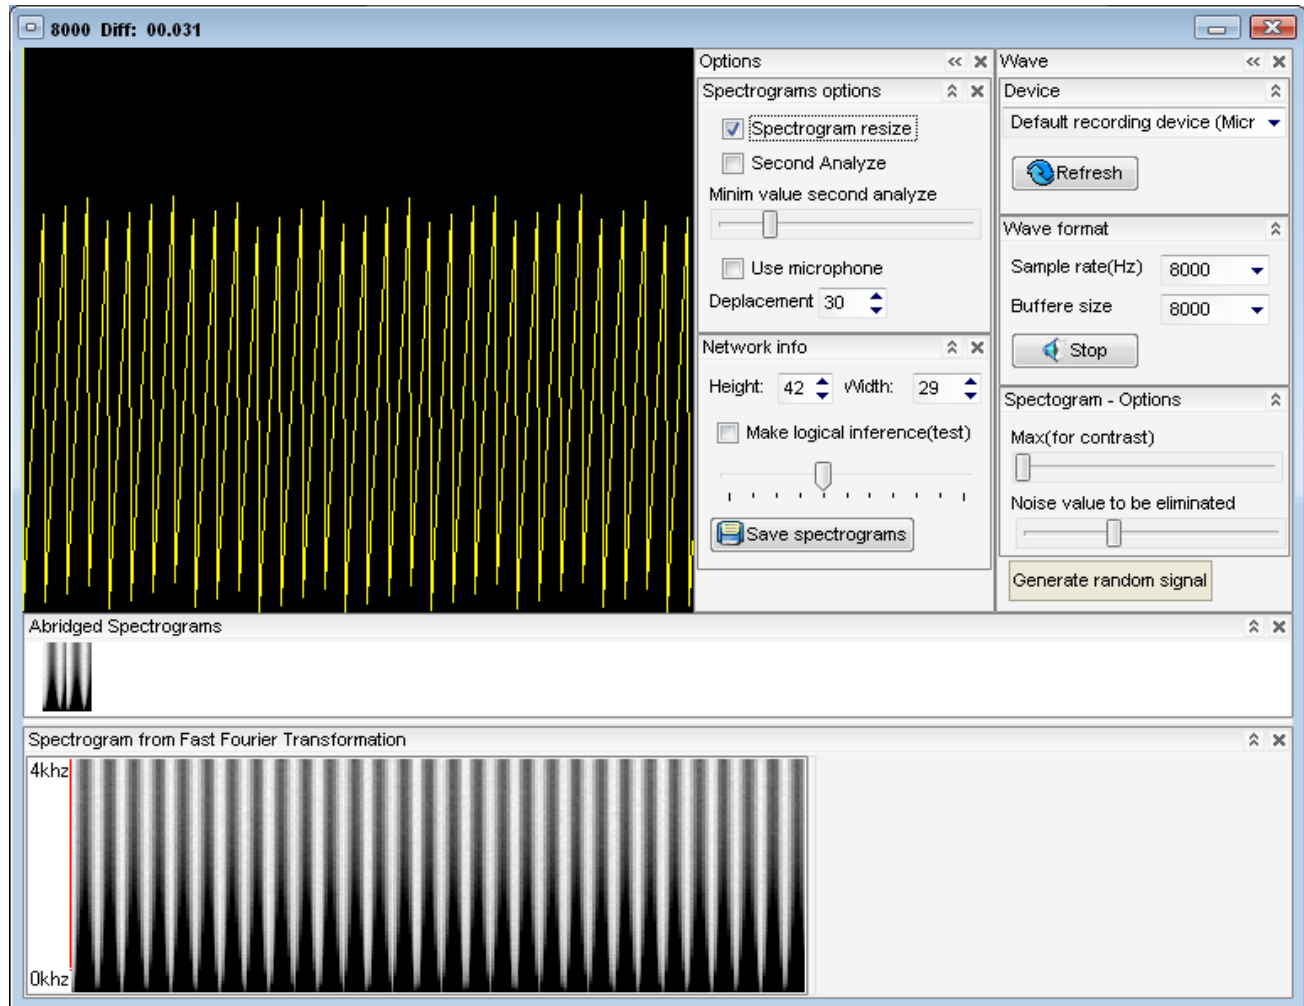 8000 Diff: 00.031
Options
Spectrograms options
Spectrogram resize
Second Analyze
Minim value second analyze
Use microphone
Deplacement 30
Network info
Height: 42 Width: 29
Make logical inference(test)
Save spectrograms
Wave
Device
Default recording device (Micr
Refresh
Wave format
Sample rate(Hz) 8000
Buffere size 8000
Stop
Spectogram - Options
Max(for contrast)
Noise value to be eliminated
Generate random signal
Abridged Spectrograms
Spectrogram from Fast Fourier Transformation
4khz
0khz